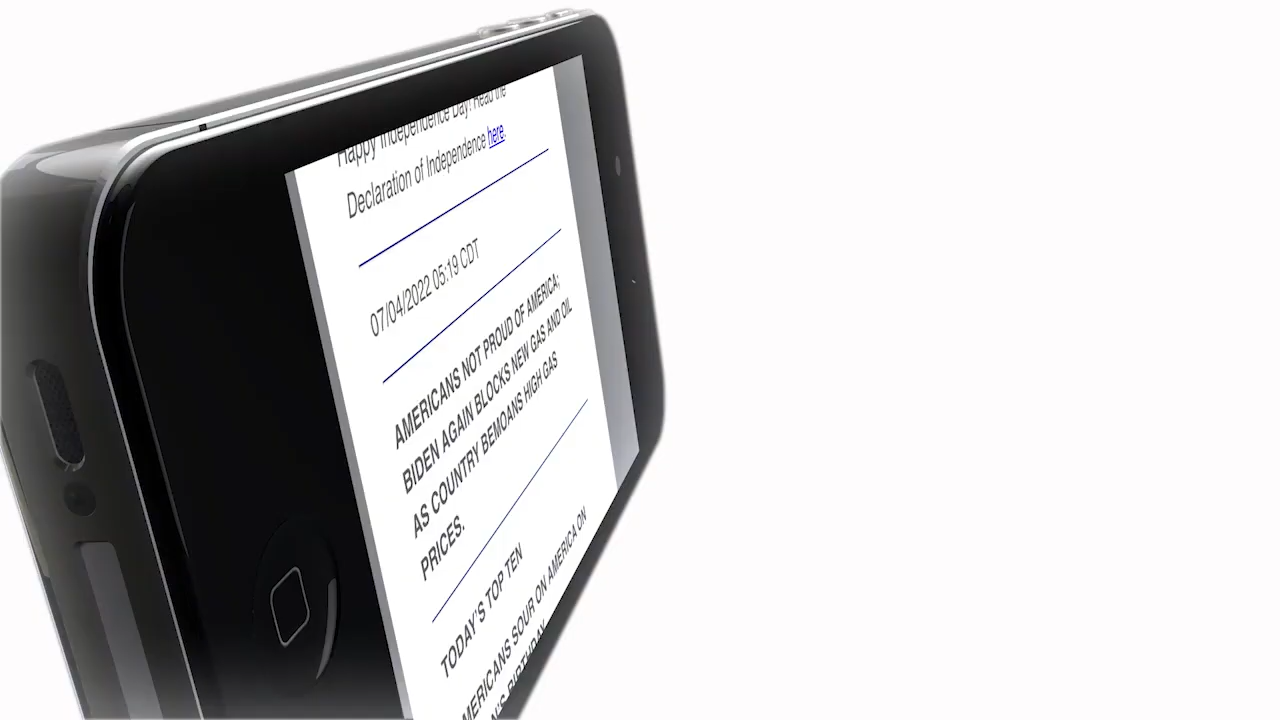 Happy Independence Day! Read the
Declaration of Independence here.
07/04/2022 05:19 CDT
AMERICANS NOT PROUD OF AMERICA;
BIDEN AGAIN BLOCKS NEW GAS AND OIL
AS COUNTRY BEMOANS HIGH GAS
PRICES.
TODAY'S TOP TEN
AMERICANS SOUR ON AMERICA ON
BIRTHDAY